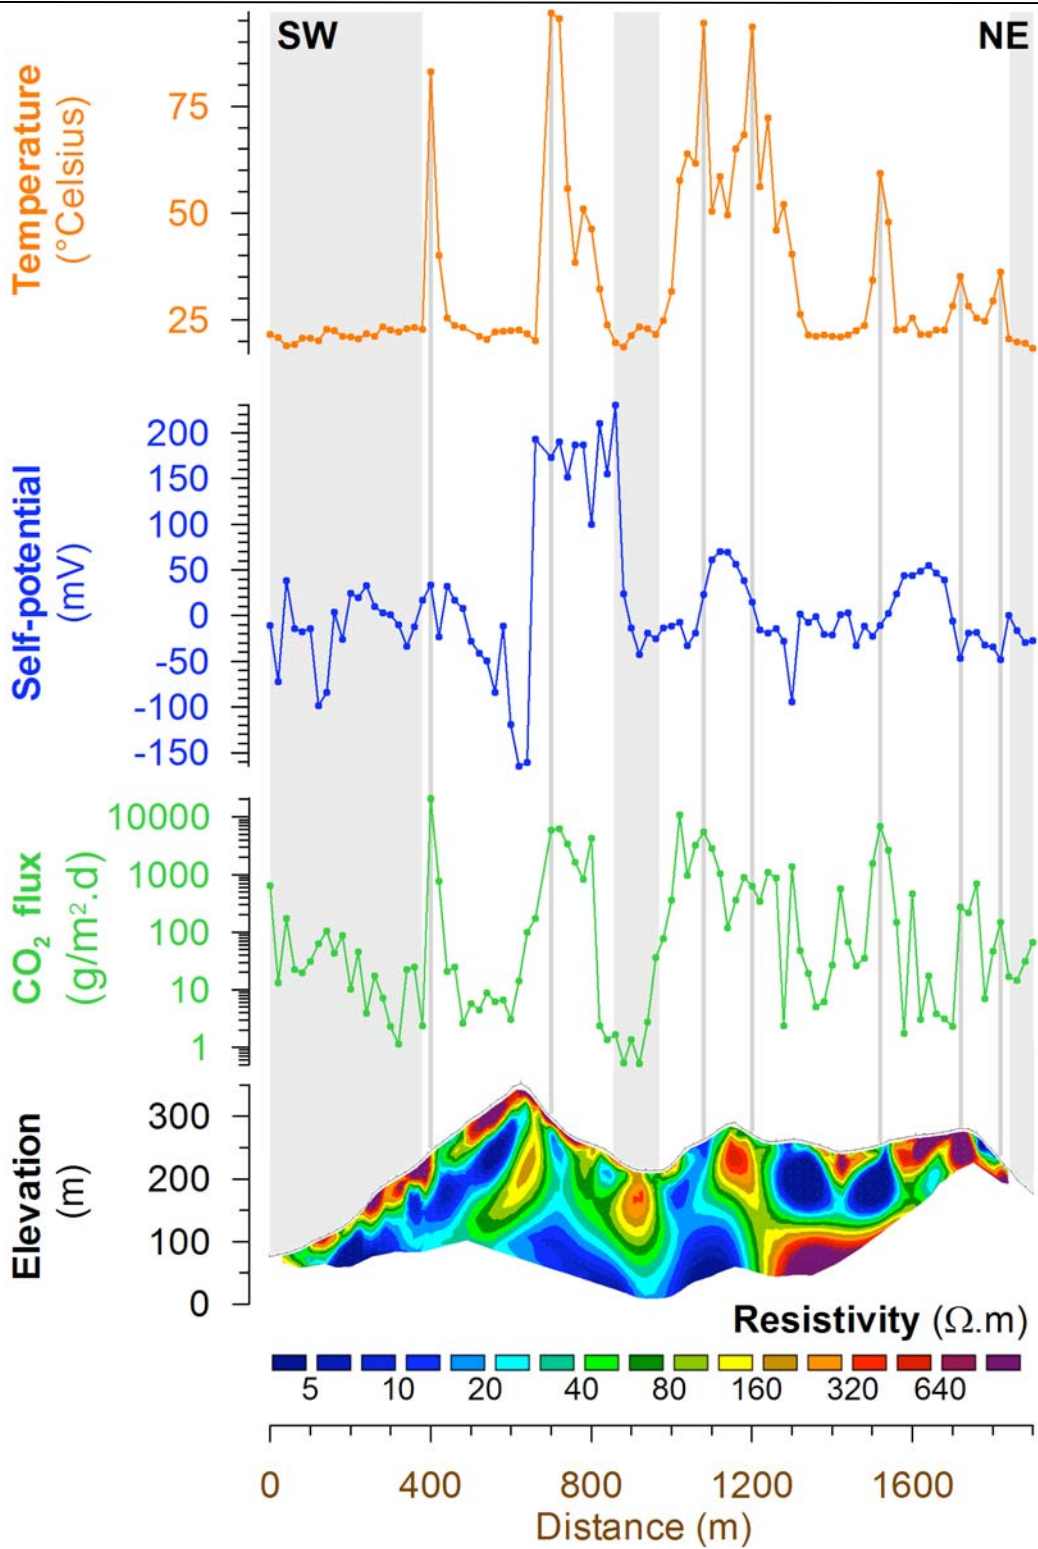 SW
NE
Temperature
(°Celsius)
75
50
25
Self-potential
(mV)
200
150
100
50
0
-50
-100
-150
CO₂ flux
(g/m².d)
10000
1000
100
10
1
Elevation
(m)
300
200
100
0
Resistivity (Ω.m)
5 10 20 40 80 160 320 640
0 400 800 1200 1600
Distance (m)